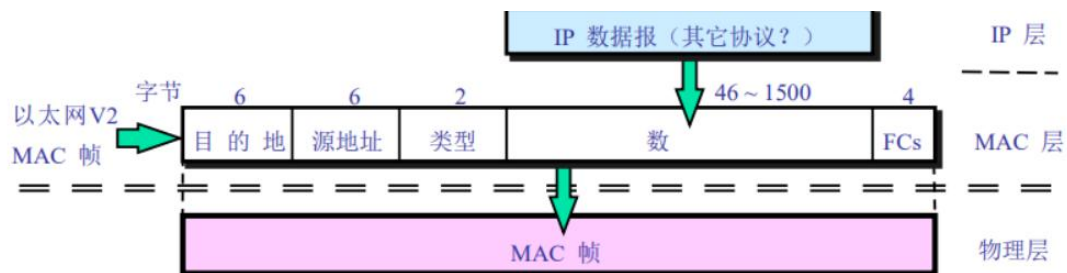 IP 数据报（其它协议？）
IP 层
字节
6
6
2
46 ~ 1500
4
以太网V2
MAC 帧
目 的 地
源地址
类型
数
FCs
MAC 层
MAC 帧
物理层